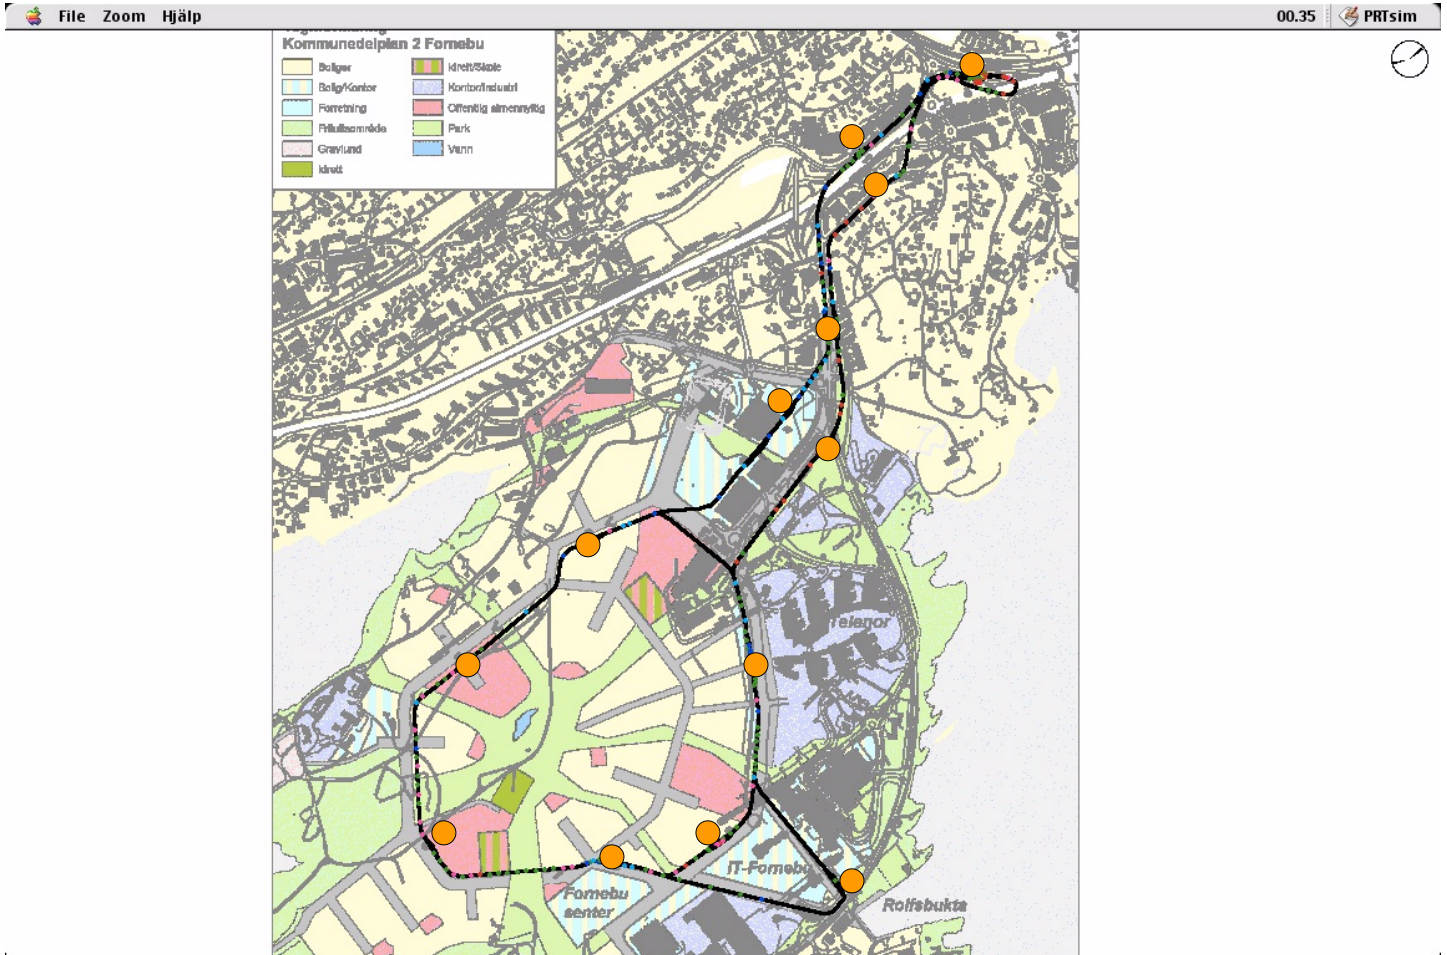 File Zoom Hjälp 00.35 PRTsim
Kommunedelplan 2 Fornebu
Boliger Idrett/Skole
Bolig/Kontor Kontor/Industri
Forretning Offentlig almennyttig
Friluftsområde Park
Gravlund Vann
Idrett
Telenor
IT-Fornebu
Fornebu
senter
Rolfsbukta